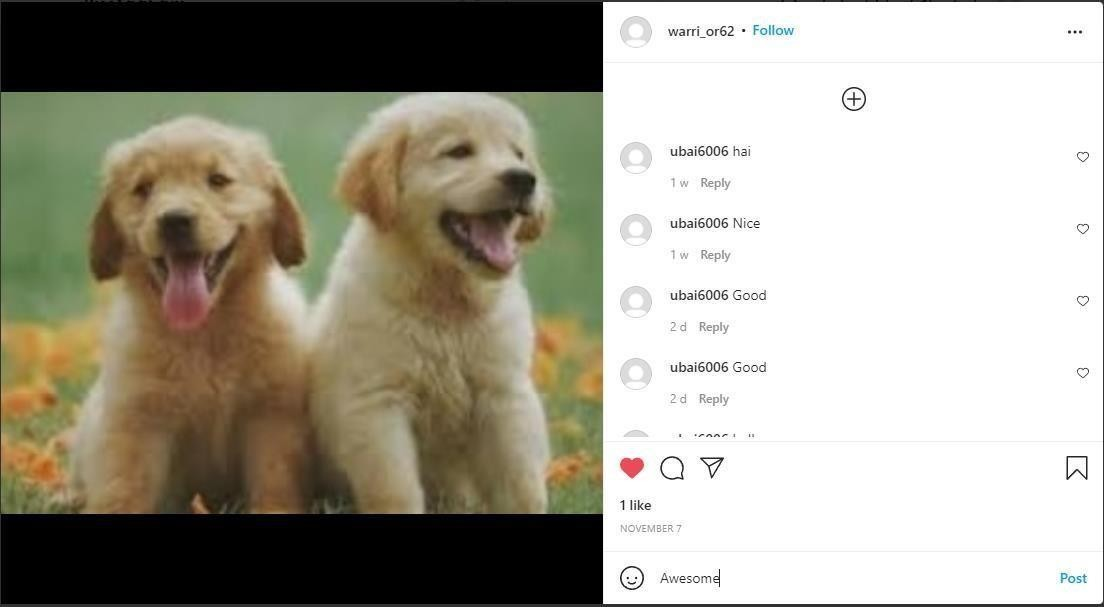 warri_or62 • Follow
ubai6006 hai
1 w Reply
ubai6006 Nice
1 w Reply
ubai6006 Good
2 d Reply
ubai6006 Good
2 d Reply
1 like
NOVEMBER 7
Awesome Post